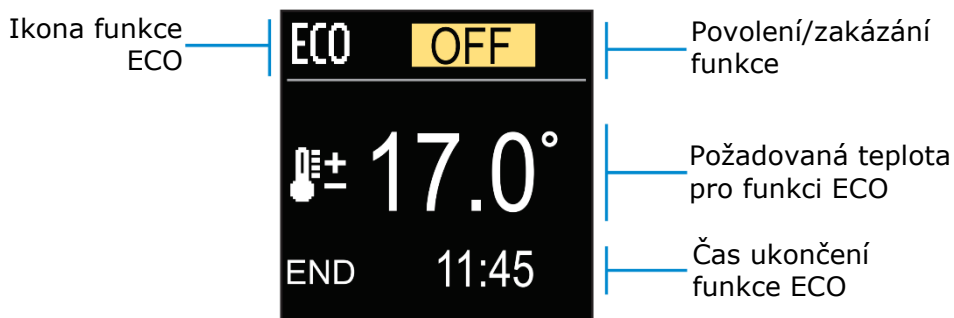 Ikona funkce
ECO
ECO OFF
Povolení/zakázání
funkce
17.0°
Požadovaná teplota
pro funkci ECO
END 11:45
Čas ukončení
funkce ECO